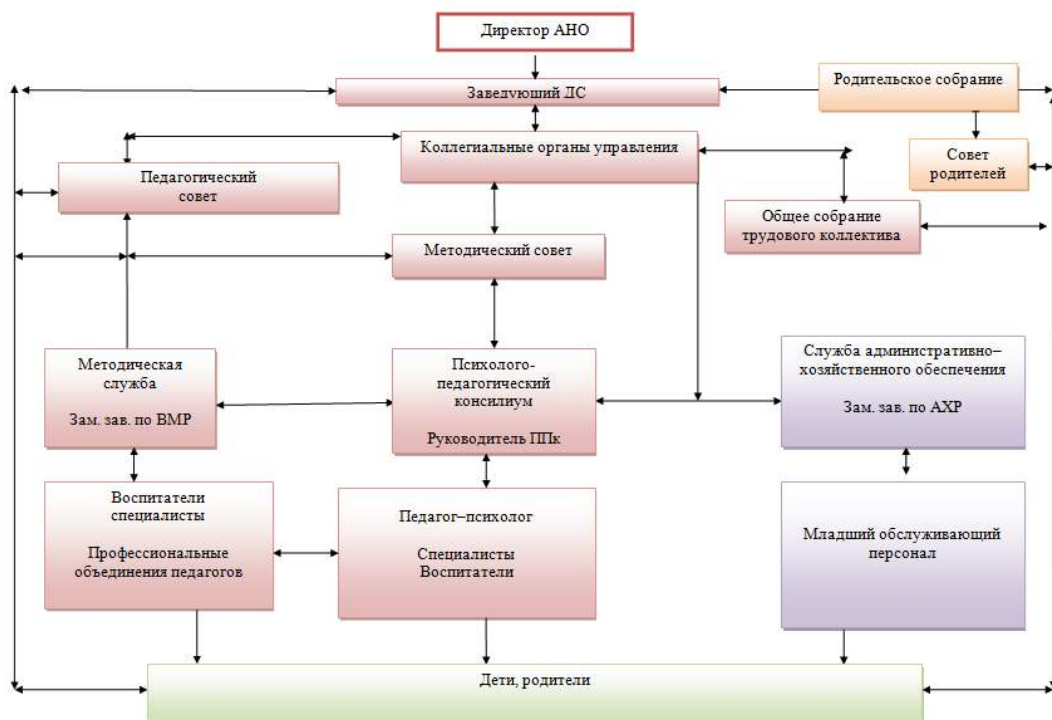 Директор АНО
Заведующий ДС
Родительское собрание
Коллегиальные органы управления
Совет
родителей
Педагогический
совет
Общее собрание
трудового коллектива
Методический совет
Методическая
служба
Зам. зав. по ВМР
Психолого-
педагогический
консилиум
Руководитель ППк
Служба административно–
хозяйственного обеспечения
Зам. зав. по АХР
Воспитатели
специалисты
Профессиональные
объединения педагогов
Педагог–психолог
Специалисты
Воспитатели
Младший обслуживающий
персонал
Дети, родители